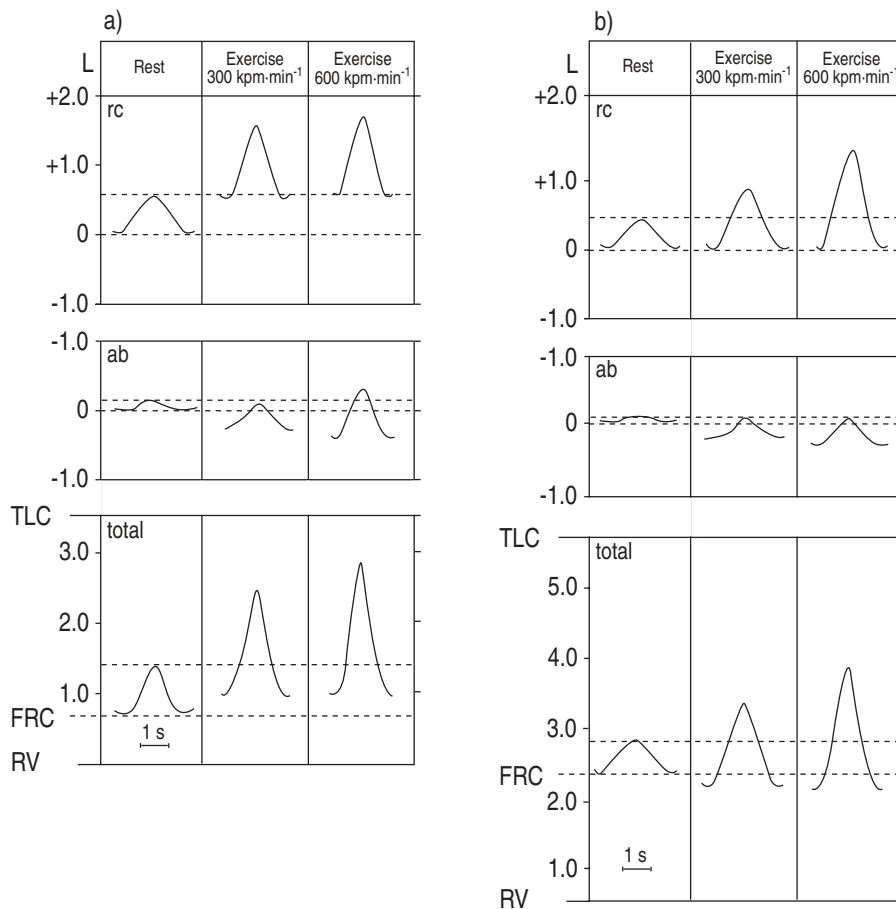 a)
L
Rest
Exercise
300 kpm·min⁻¹
Exercise
600 kpm·min⁻¹
+2.0
rc
+1.0
0
-1.0
-1.0
ab
0
-1.0
TLC
total
3.0
2.0
1.0
FRC
1 s
RV
b)
L
Rest
Exercise
300 kpm·min⁻¹
Exercise
600 kpm·min⁻¹
+2.0
rc
+1.0
0
-1.0
-1.0
ab
0
-1.0
TLC
total
5.0
4.0
3.0
FRC
2.0
1 s
1.0
RV